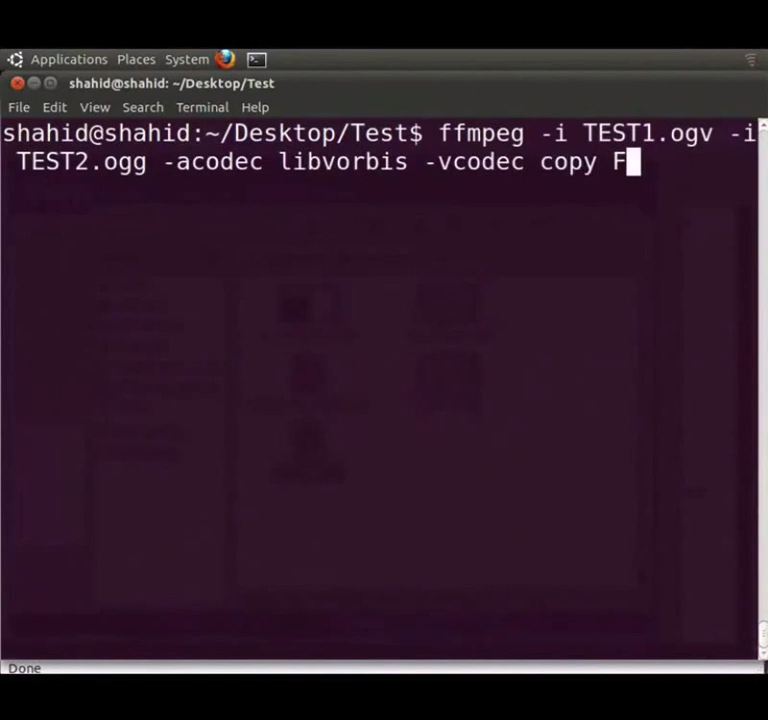 Applications Places System
shahid@shahid: ~/Desktop/Test
File Edit View Search Terminal Help
shahid@shahid:~/Desktop/Test$ ffmpeg -i TEST1.ogv -i
TEST2.ogg -acodec libvorbis -vcodec copy F
Done